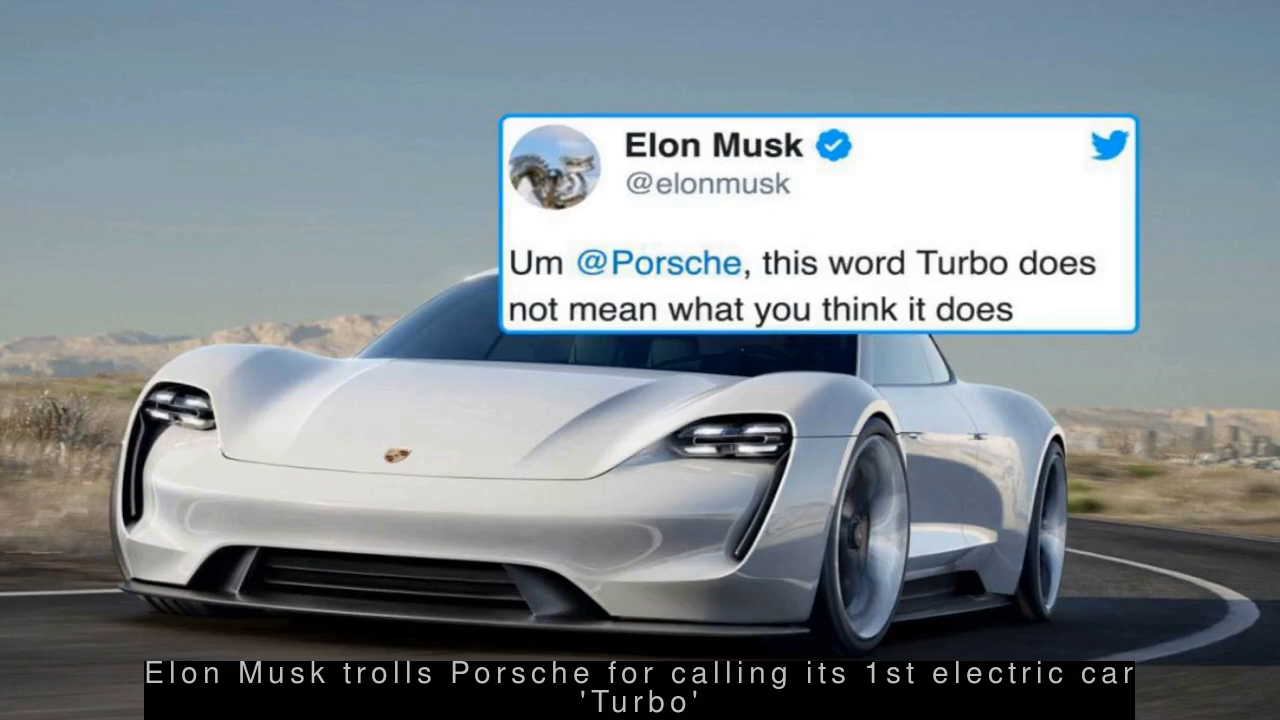 Elon Musk
@elonmusk
Um @Porsche, this word Turbo does
not mean what you think it does
Elon Musk trolls Porsche for calling its 1st electric car
'Turbo'